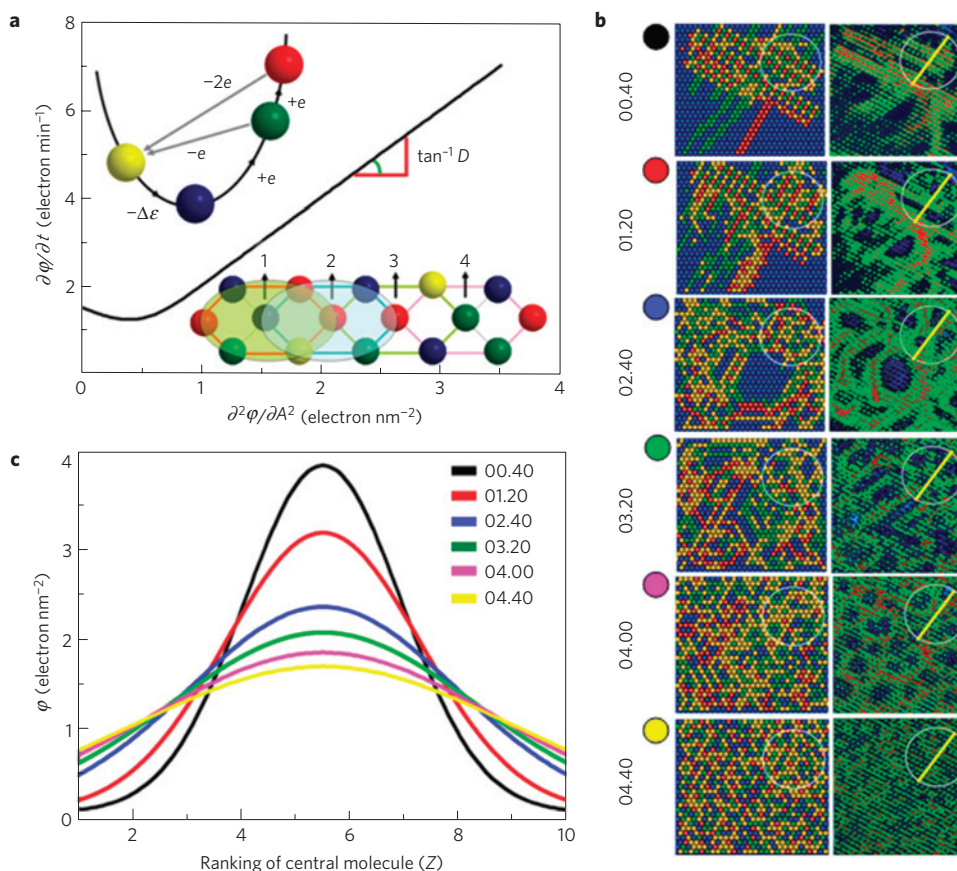 a
8
6
4
2
0
1
2
3
4
∂φ/∂t (electron min⁻¹)
∂²φ/∂A² (electron nm⁻²)
−2e
−e
+e
+e
−Δε
tan⁻¹ D
1
2
3
4
b
00.40
01.20
02.40
03.20
04.00
04.40
c
4
3
2
1
0
2
4
6
8
10
φ (electron nm⁻²)
Ranking of central molecule (Z)
00.40
01.20
02.40
03.20
04.00
04.40